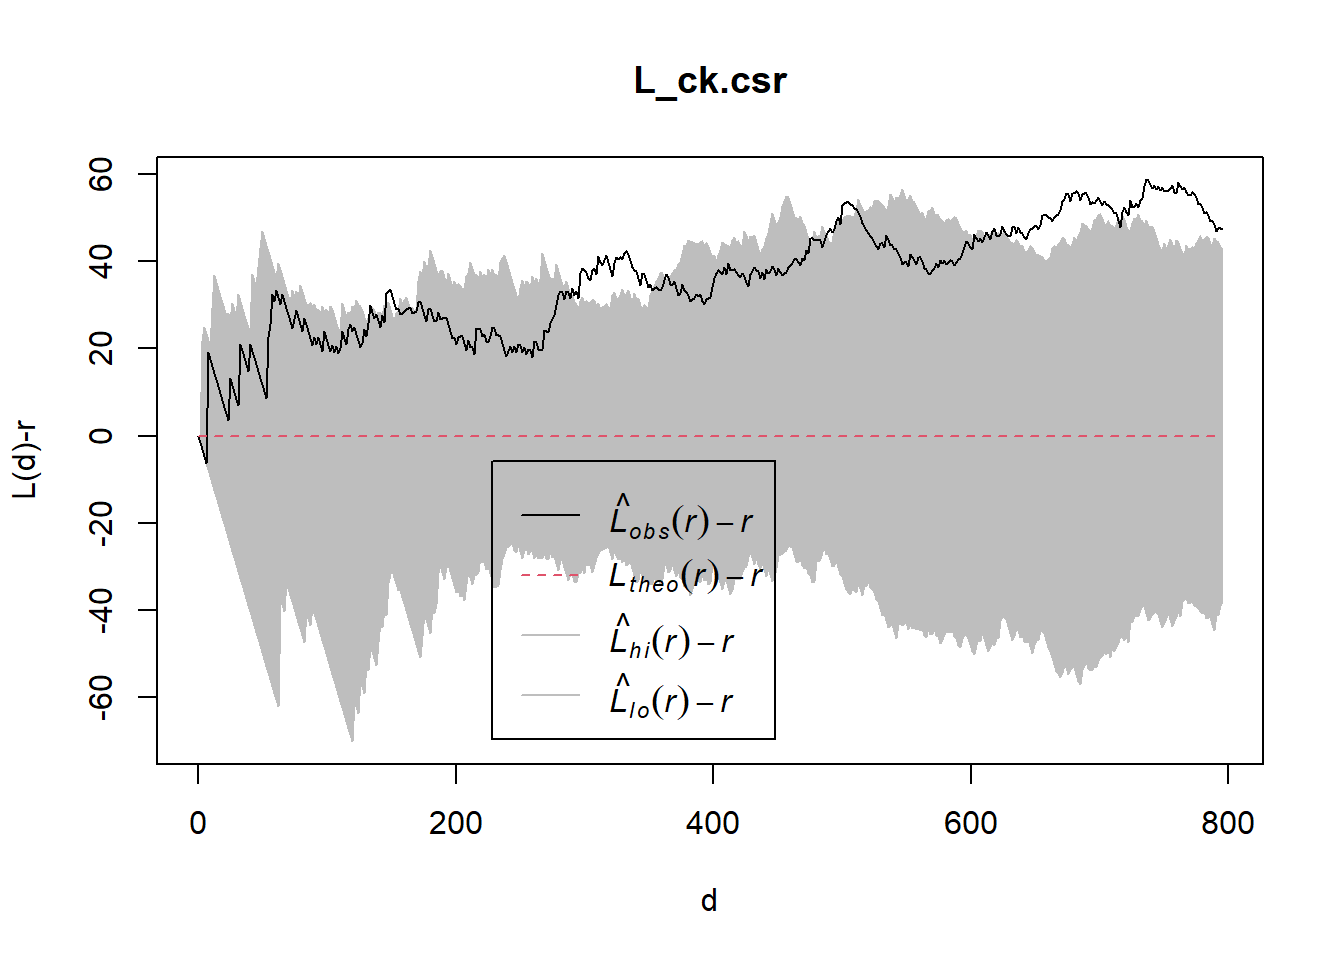 L_ck.csr
60
40
20
0
-20
-40
-60
L(d)-r
L̂obs(r) − r
Ltheo(r) − r
L̂hi(r) − r
L̂lo(r) − r
0 200 400 600 800
d